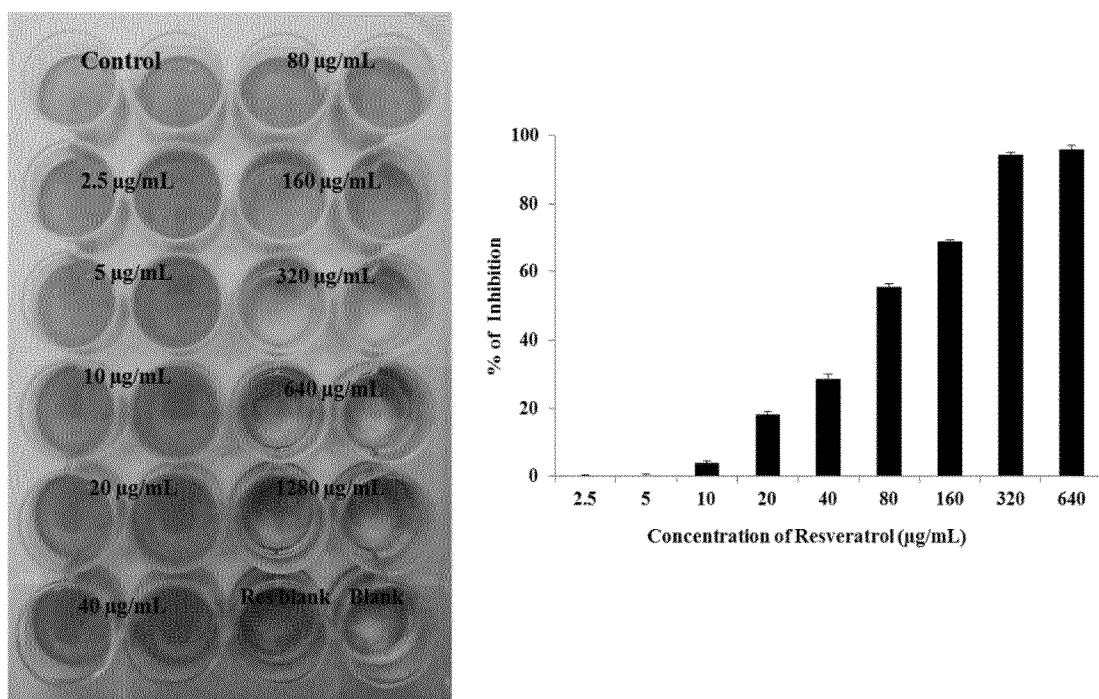 Control
80 µg/mL
2.5 µg/mL
160 µg/mL
5 µg/mL
320 µg/mL
10 µg/mL
640 µg/mL
20 µg/mL
1280 µg/mL
40 µg/mL
Res blank
Blank
100
80
60
40
20
0
% of Inhibition
2.5 5 10 20 40 80 160 320 640
Concentration of Resveratrol (µg/mL)